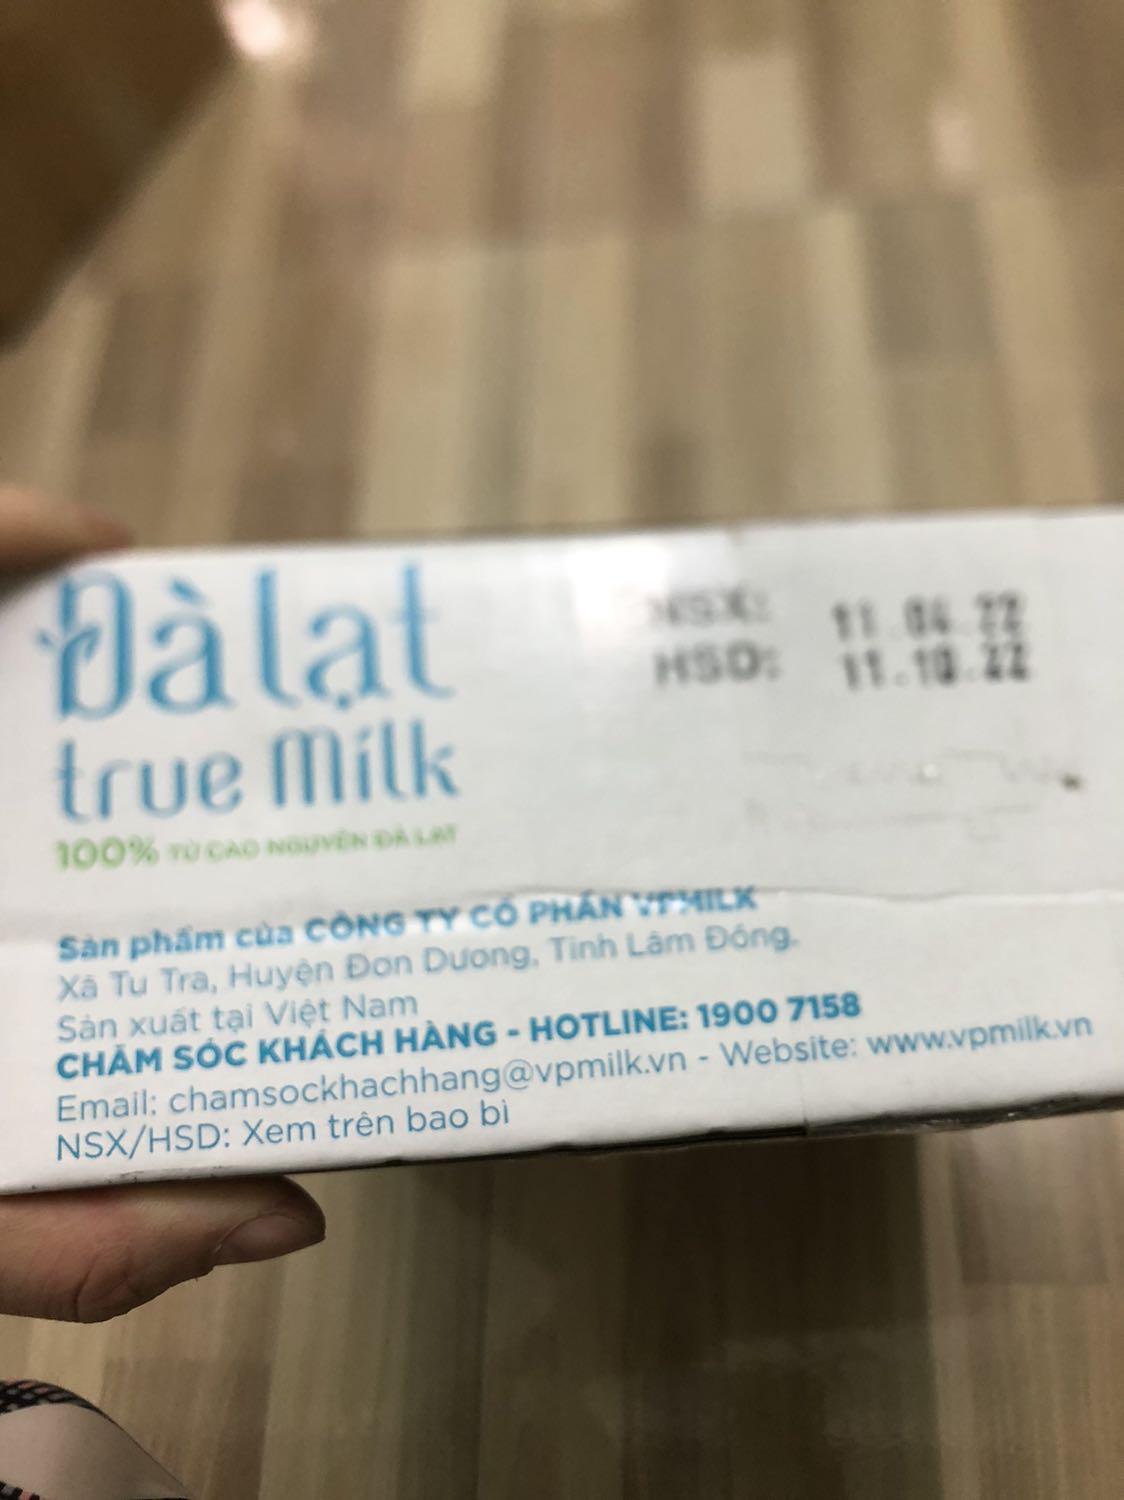 Đà lạt
true Milk
100% TỪ CAO NGUYÊN ĐÀ LẠT
NSX: 11.04.22
HSD: 11.10.22
Sản phẩm của CÔNG TY CỔ PHẦN VPMILK
Xã Tu Tra, Huyện Đơn Dương, Tỉnh Lâm Đồng.
Sản xuất tại Việt Nam
CHĂM SÓC KHÁCH HÀNG - HOTLINE: 1900 7158
Email: chamsockhachhang@vpmilk.vn - Website: www.vpmilk.vn
NSX/HSD: Xem trên bao bì